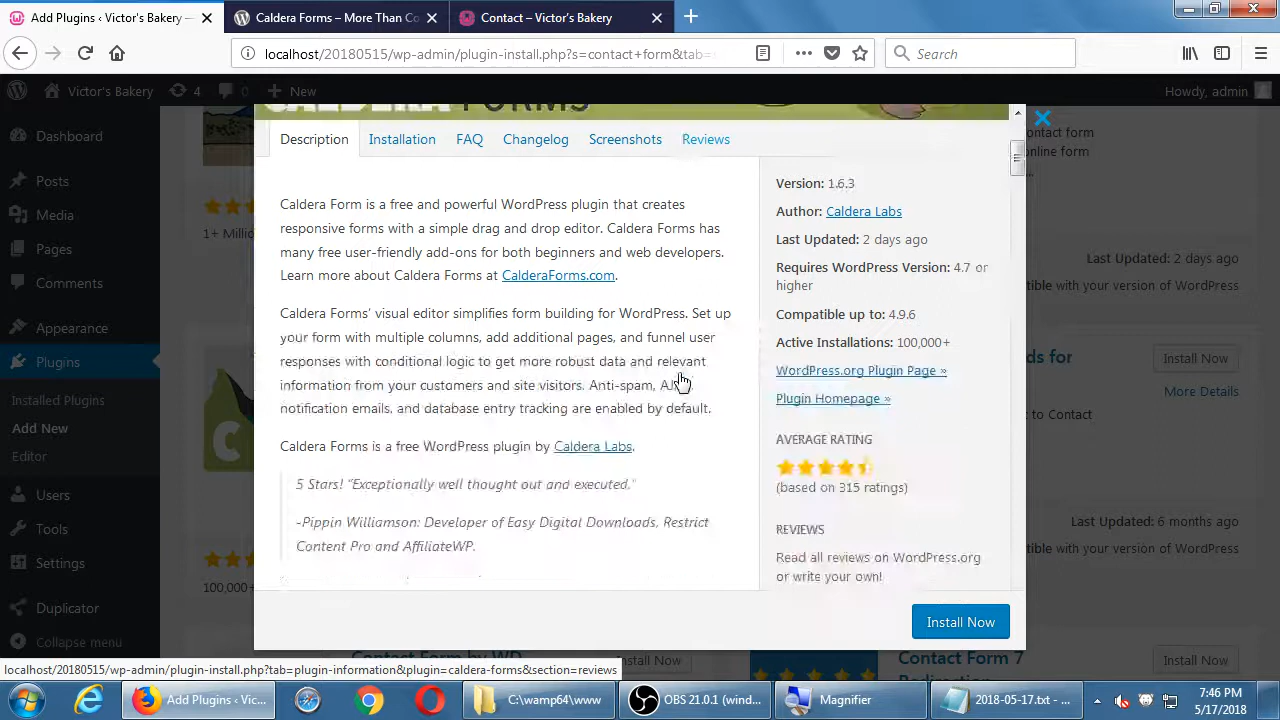 Add Plugins ‹ Victor's Bakery —
Caldera Forms – More Than Co
Contact – Victor's Bakery
localhost/20180515/wp-admin/plugin-install.php?s=contact+form&tab=
Search
Victor's Bakery
4
0
New
Howdy, admin
Dashboard
Posts
Media
Pages
Comments
Appearance
Plugins
Installed Plugins
Add New
Editor
Users
Tools
Settings
Duplicator
Collapse menu
FORMS
Description
Installation
FAQ
Changelog
Screenshots
Reviews
Caldera Form is a free and powerful WordPress plugin that creates
responsive forms with a simple drag and drop editor. Caldera Forms has
many free user-friendly add-ons for both beginners and web developers.
Learn more about Caldera Forms at CalderaForms.com.
Caldera Forms' visual editor simplifies form building for WordPress. Set up
your form with multiple columns, add additional pages, and funnel user
responses with conditional logic to get more robust data and relevant
information from your customers and site visitors. Anti-spam,
notification emails, and database entry tracking are enabled by default.
Caldera Forms is a free WordPress plugin by Caldera Labs.
5 Stars! "Exceptionally well thought out and executed."
-Pippin Williamson: Developer of Easy Digital Downloads, Restrict
Content Pro and AffiliateWP.
Version: 1.6.3
Author: Caldera Labs
Last Updated: 2 days ago
Requires WordPress Version: 4.7 or
higher
Compatible up to: 4.9.6
Active Installations: 100,000+
WordPress.org Plugin Page »
Plugin Homepage »
AVERAGE RATING
(based on 315 ratings)
REVIEWS
Read all reviews on WordPress.org
or write your own!
Install Now
1+ Millio
100,000+
ontact form
online form
Last Updated: 2 days ago
tible with your version of WordPress
ds for
Install Now
More Details
to Contact
Last Updated: 6 months ago
tible with your version of WordPress
Contact Form by WD
Install Now
Contact Form 7
Redirection
Install Now
localhost/20180515/wp-admin/plugin-install.php?tab=plugin-information&plugin=caldera-forms&section=reviews
Add Plugins ‹ Vic...
C:\wamp64\www
OBS 21.0.1 (wind...
Magnifier
2018-05-17.txt - ...
7:46 PM
5/17/2018